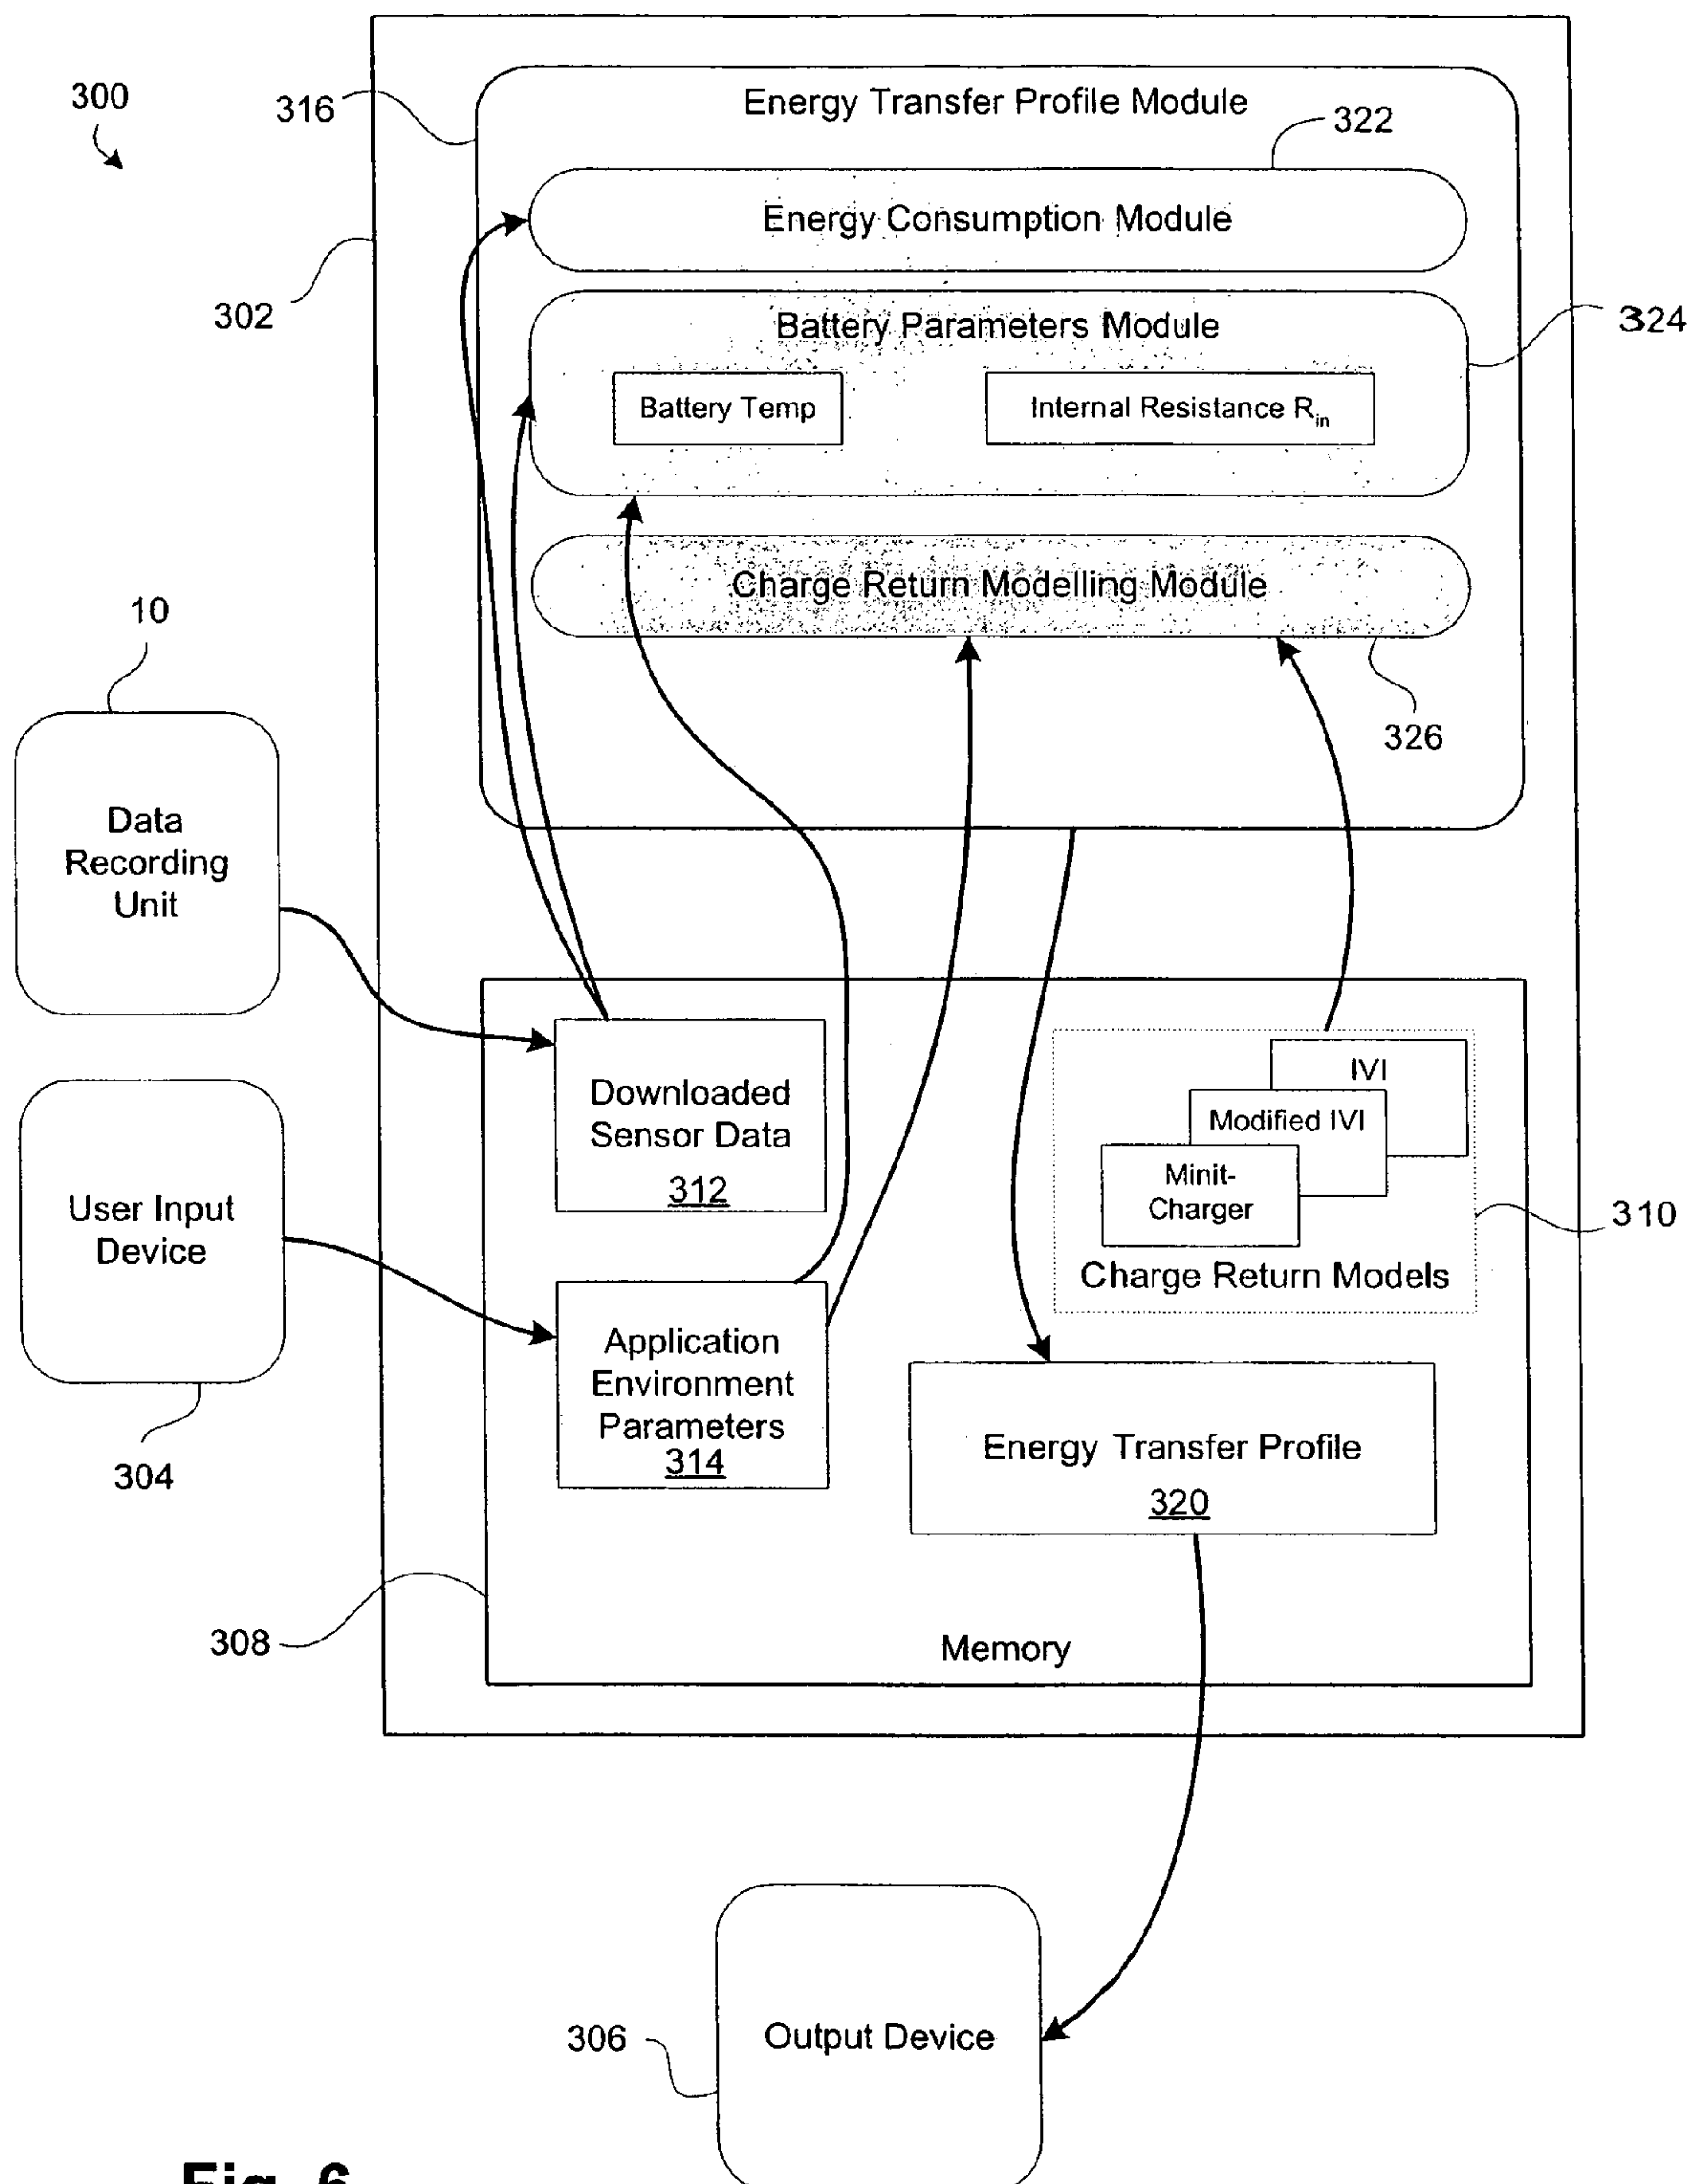 300
316
Energy Transfer Profile Module
322
Energy Consumption Module
302
324
Battery Parameters Module
Battery Temp
Internal Resistance Rin
Charge Return Modelling Module
10
326
Data
Recording
Unit
Downloaded
Sensor Data
312
IVI
Modified IVI
Minit-
Charger
310
Charge Return Models
User Input
Device
304
Application
Environment
Parameters
314
Energy Transfer Profile
320
308
Memory
306
Output Device
Fig. 6